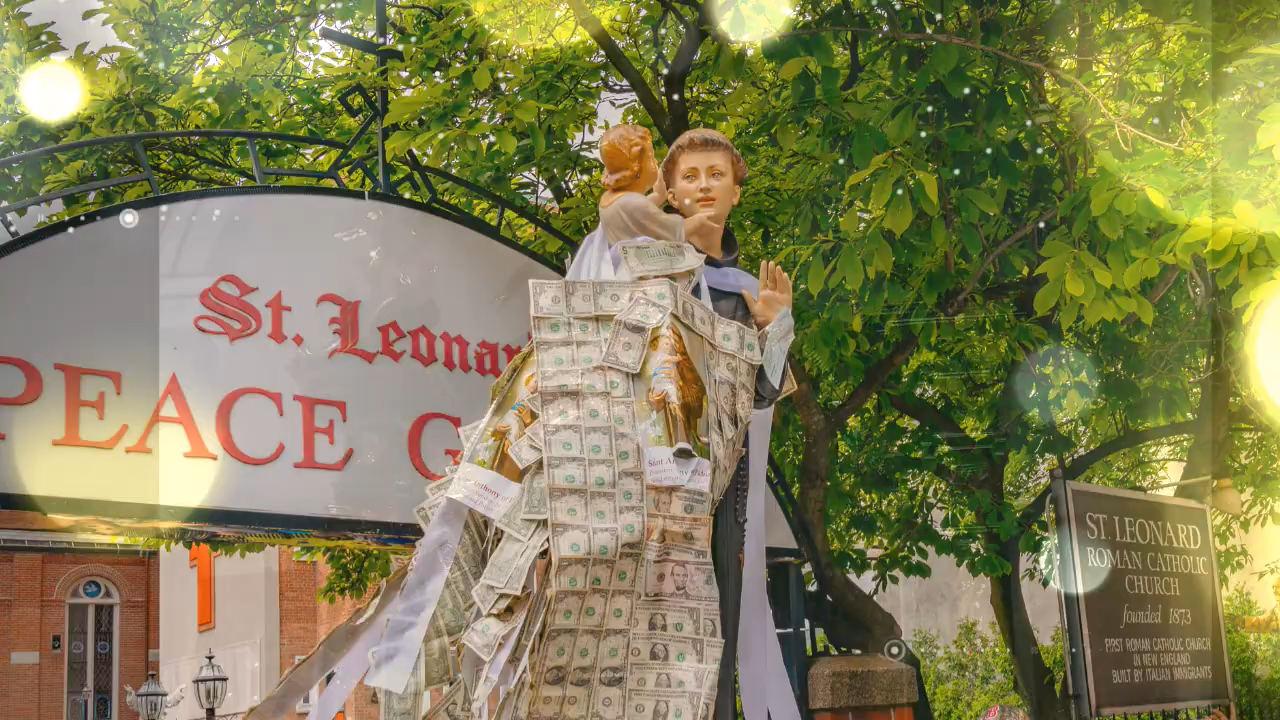 St. Leonar
PEACE G
ST. LEONARD
ROMAN CATHOLIC
CHURCH
founded 1873
FIRST ROMAN CATHOLIC CHURCH
IN NEW ENGLAND
BUILT BY ITALIAN IMMIGRANTS